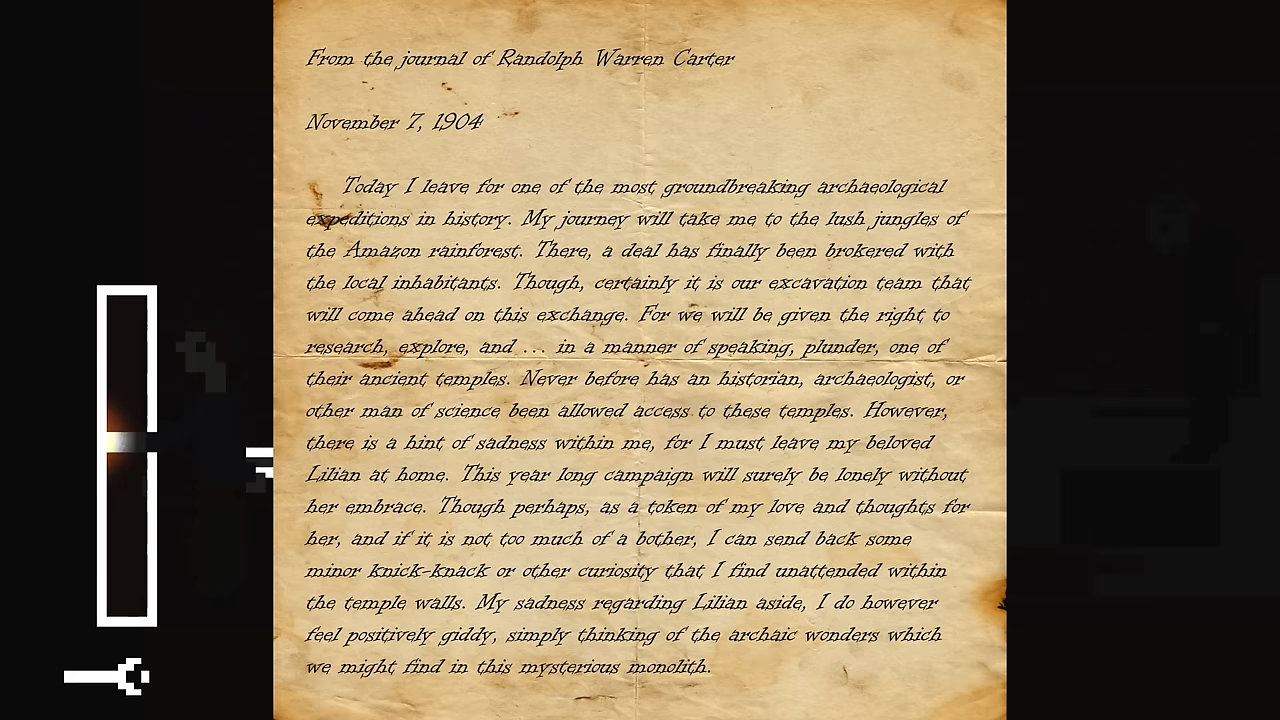 From the journal of Randolph Warren Carter
November 7, 1904
Today I leave for one of the most groundbreaking archaeological
expeditions in history. My journey will take me to the lush jungles of
the Amazon rainforest. There, a deal has finally been brokered with
the local inhabitants. Though, certainly it is our excavation team that
will come ahead on this exchange. For we will be given the right to
research, explore, and ... in a manner of speaking, plunder, one of
their ancient temples. Never before has an historian, archaeologist, or
other man of science been allowed access to these temples. However,
there is a hint of sadness within me, for I must leave my beloved
Lilian at home. This year long campaign will surely be lonely without
her embrace. Though perhaps, as a token of my love and thoughts for
her, and if it is not too much of a bother, I can send back some
minor knick-knack or other curiosity that I find unattended within
the temple walls. My sadness regarding Lilian aside, I do however
feel positively giddy, simply thinking of the archaic wonders which
we might find in this mysterious monolith.